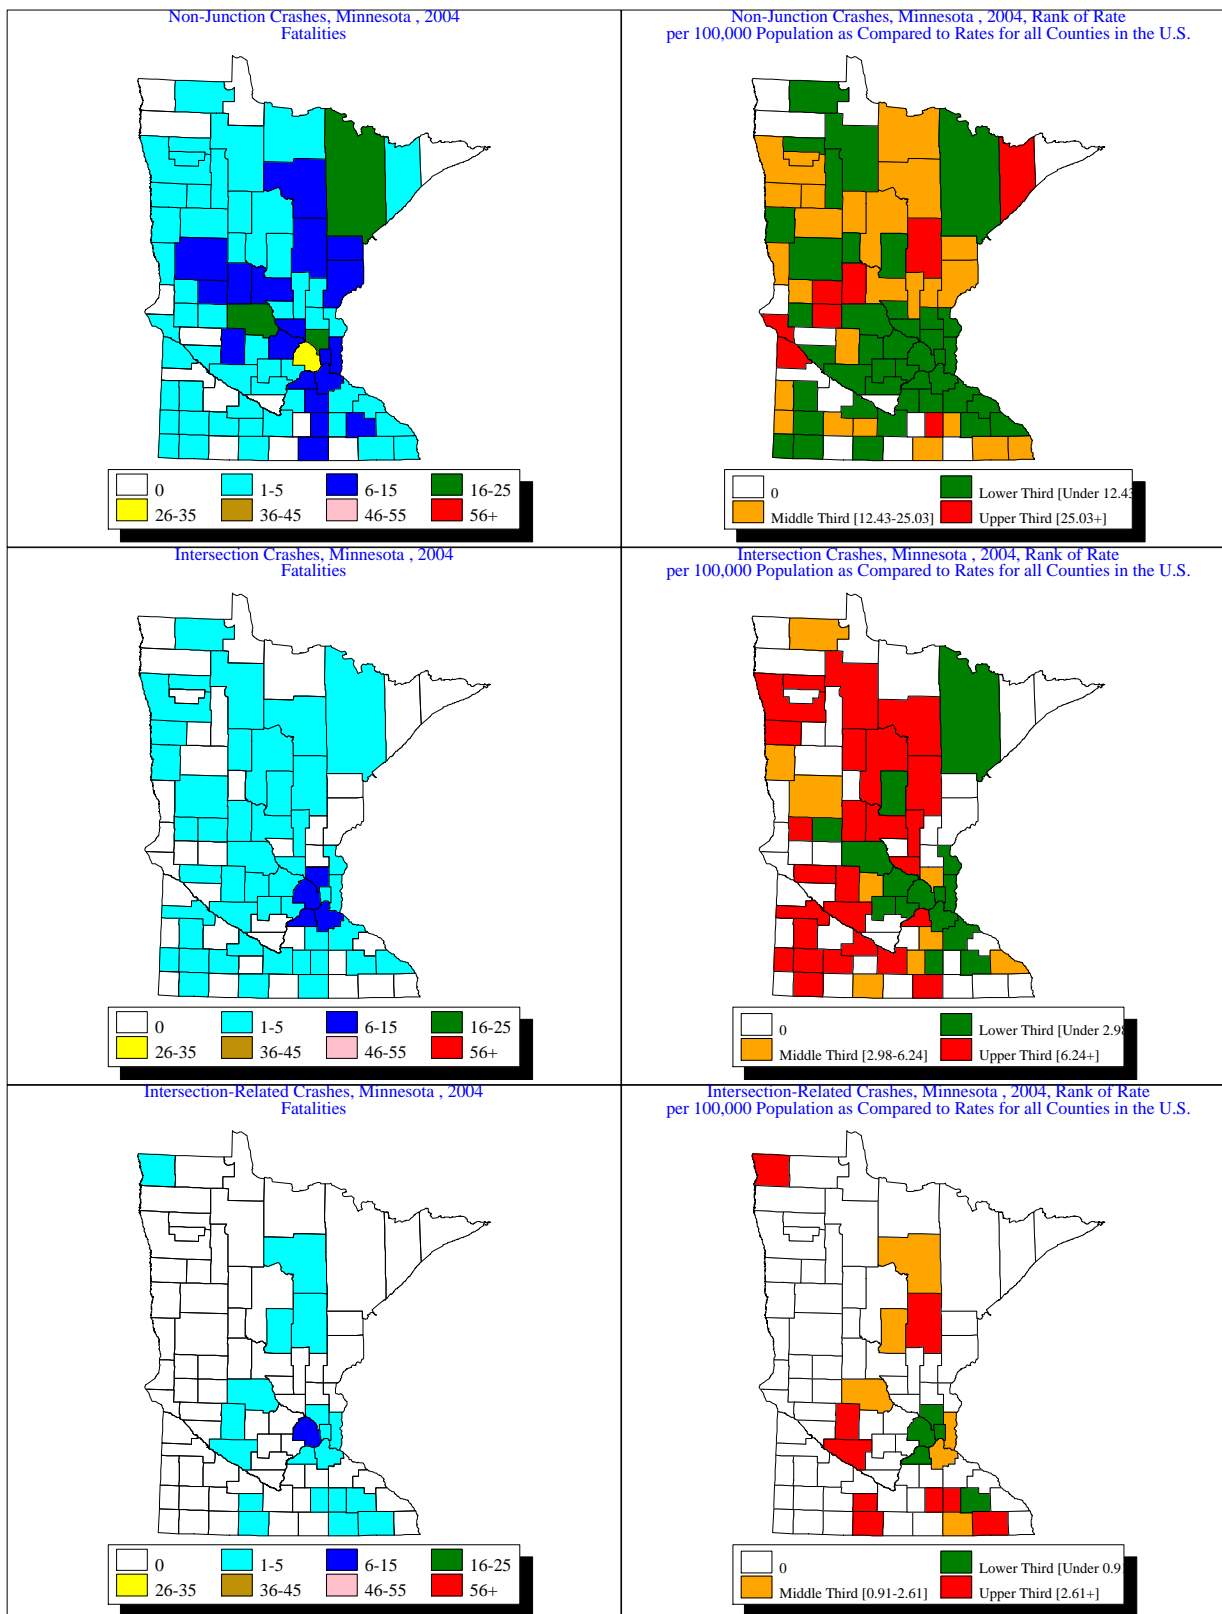 Non-Junction Crashes, Minnesota , 2004
Fatalities
0
1-5
6-15
16-25
26-35
36-45
46-55
56+
Non-Junction Crashes, Minnesota , 2004, Rank of Rate
per 100,000 Population as Compared to Rates for all Counties in the U.S.
0
Lower Third [Under 12.43
Middle Third [12.43-25.03]
Upper Third [25.03+]
Intersection Crashes, Minnesota , 2004
Fatalities
0
1-5
6-15
16-25
26-35
36-45
46-55
56+
Intersection Crashes, Minnesota , 2004, Rank of Rate
per 100,000 Population as Compared to Rates for all Counties in the U.S.
0
Lower Third [Under 2.98
Middle Third [2.98-6.24]
Upper Third [6.24+]
Intersection-Related Crashes, Minnesota , 2004
Fatalities
0
1-5
6-15
16-25
26-35
36-45
46-55
56+
Intersection-Related Crashes, Minnesota , 2004, Rank of Rate
per 100,000 Population as Compared to Rates for all Counties in the U.S.
0
Lower Third [Under 0.9
Middle Third [0.91-2.61]
Upper Third [2.61+]